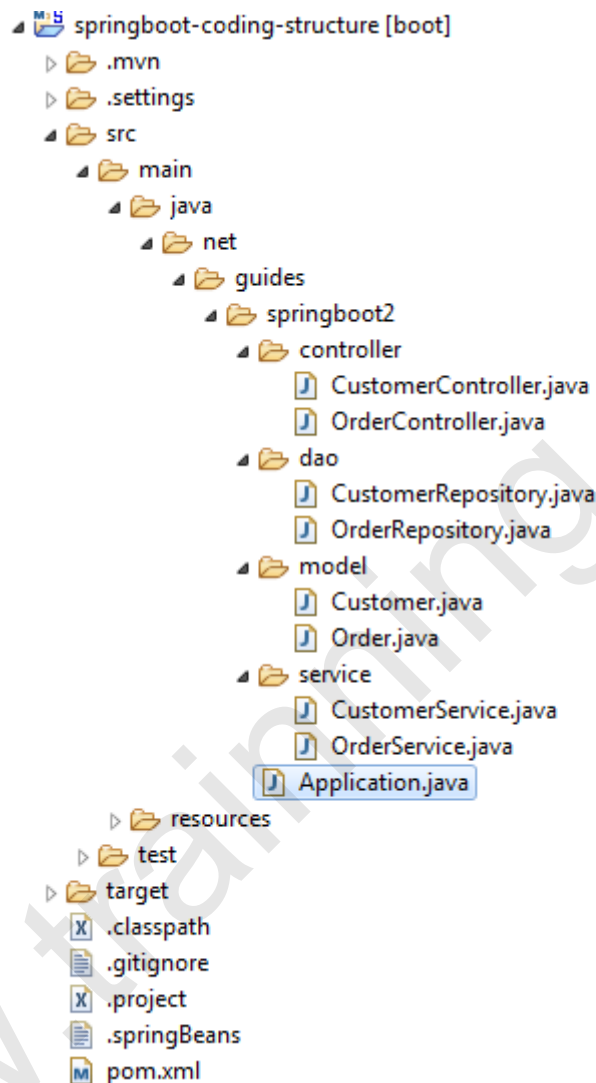 springboot-coding-structure [boot]
.mvn
.settings
src
main
java
net
guides
springboot2
controller
CustomerController.java
OrderController.java
dao
CustomerRepository.java
OrderRepository.java
model
Customer.java
Order.java
service
CustomerService.java
OrderService.java
Application.java
resources
test
target
.classpath
.gitignore
.project
.springBeans
pom.xml
trainning